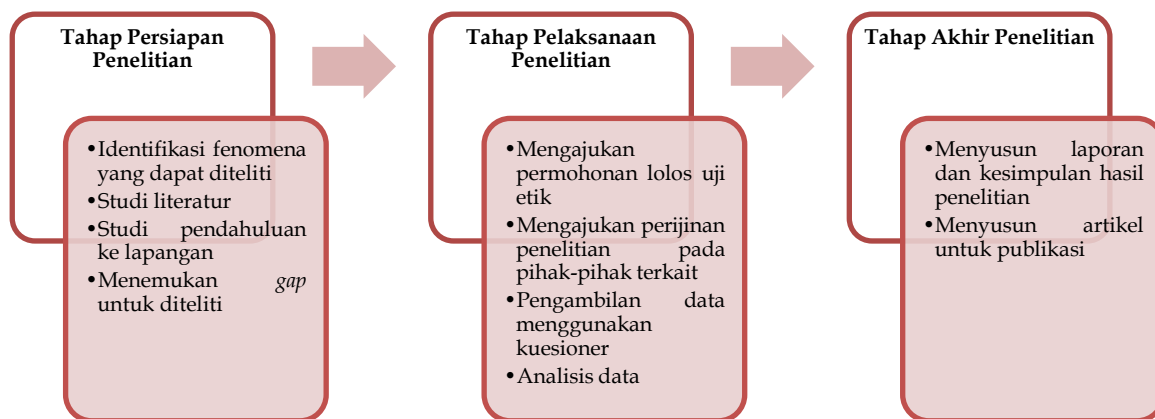 Tahap Persiapan
Penelitian
•Identifikasi fenomena
yang dapat diteliti
•Studi literatur
•Studi pendahuluan
ke lapangan
•Menemukan gap
untuk diteliti
Tahap Pelaksanaan
Penelitian
•Mengajukan
permohonan lolos uji
etik
•Mengajukan perijinan
penelitian pada
pihak-pihak terkait
•Pengambilan data
menggunakan
kuesioner
•Analisis data
Tahap Akhir Penelitian
•Menyusun laporan
dan kesimpulan hasil
penelitian
•Menyusun artikel
untuk publikasi